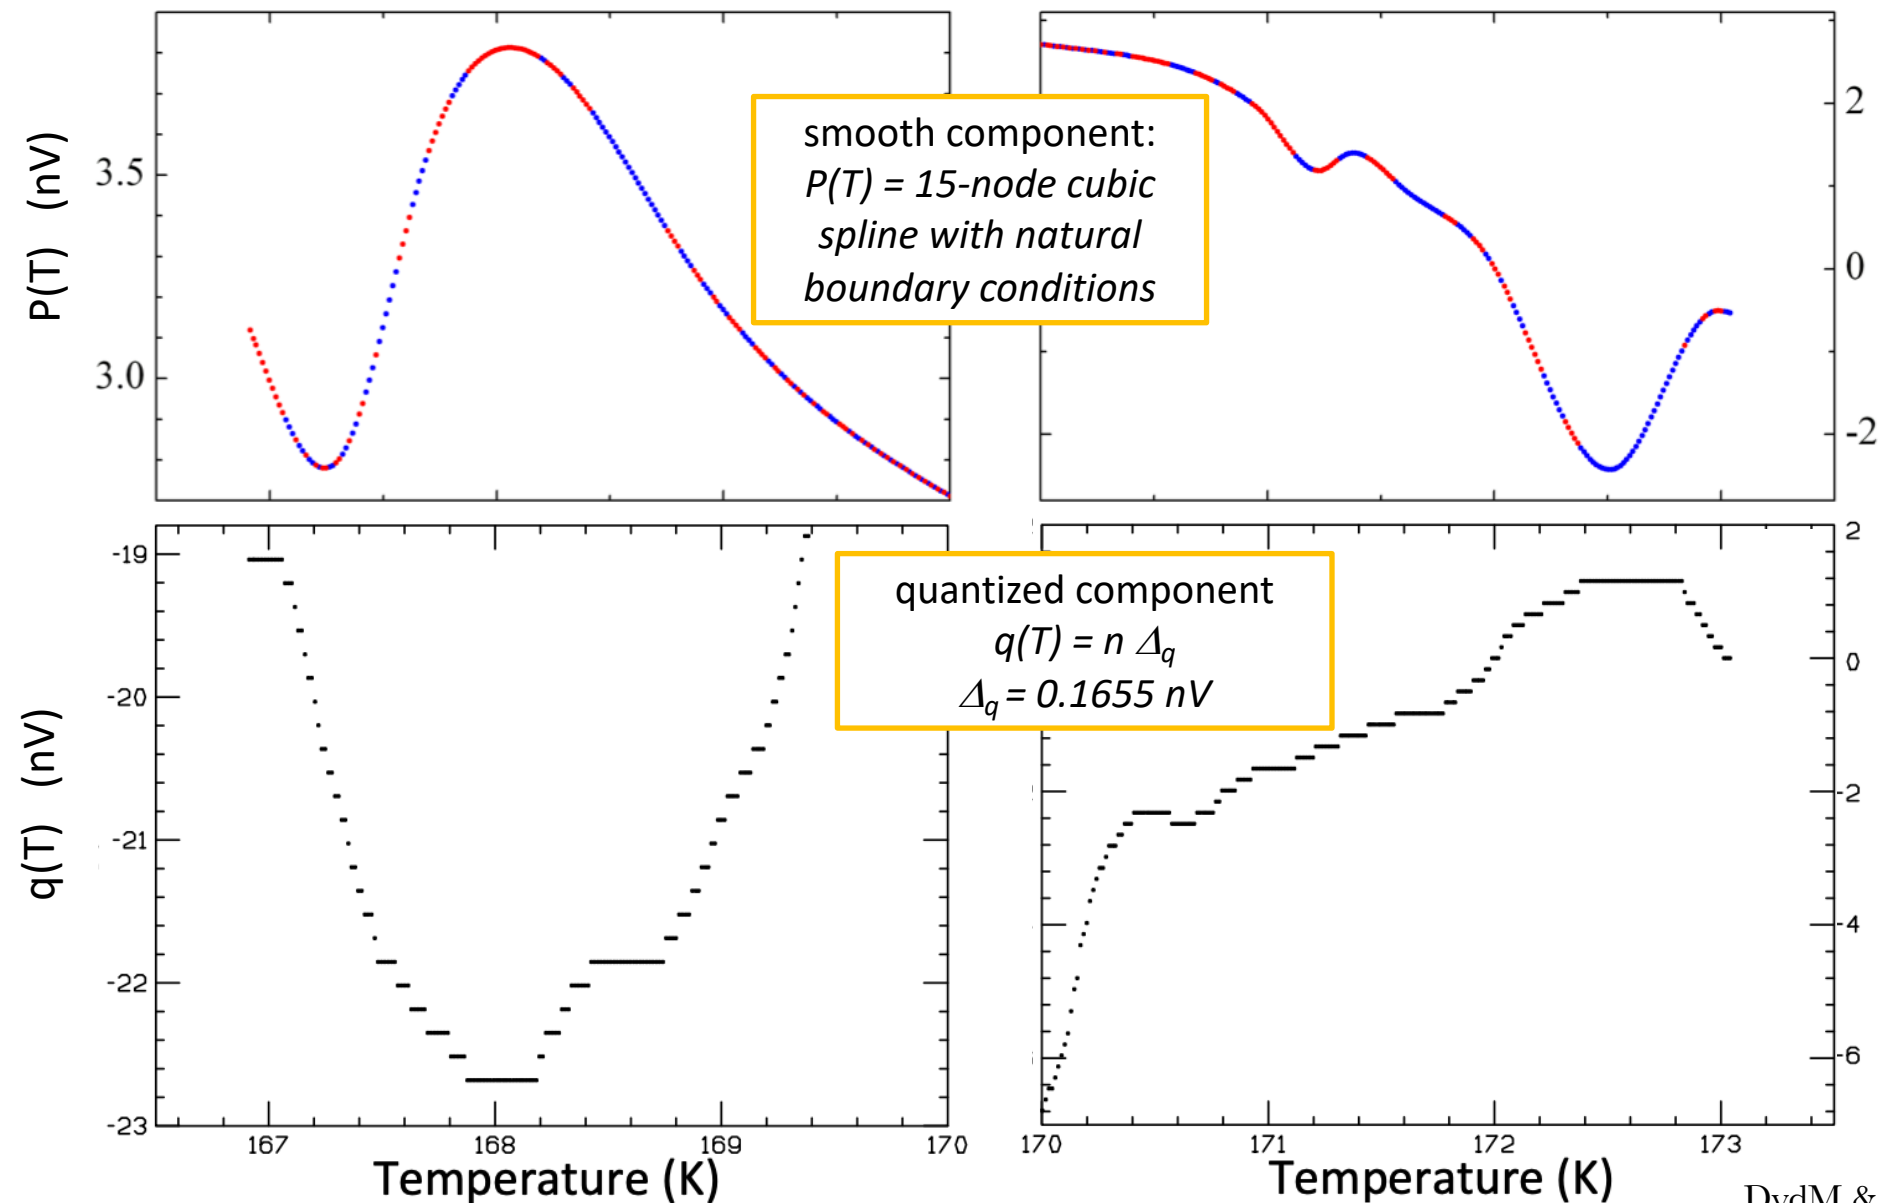 P(T) (nV)
3.5
3.0
smooth component:
P(T) = 15-node cubic
spline with natural
boundary conditions
2
0
-2
q(T) (nV)
-19
-20
-21
-22
-23
167
168
169
170
Temperature (K)
quantized component
q(T) = n Δq
Δq = 0.1655 nV
2
0
-2
-4
-6
170
171
172
173
Temperature (K)
DvdM &